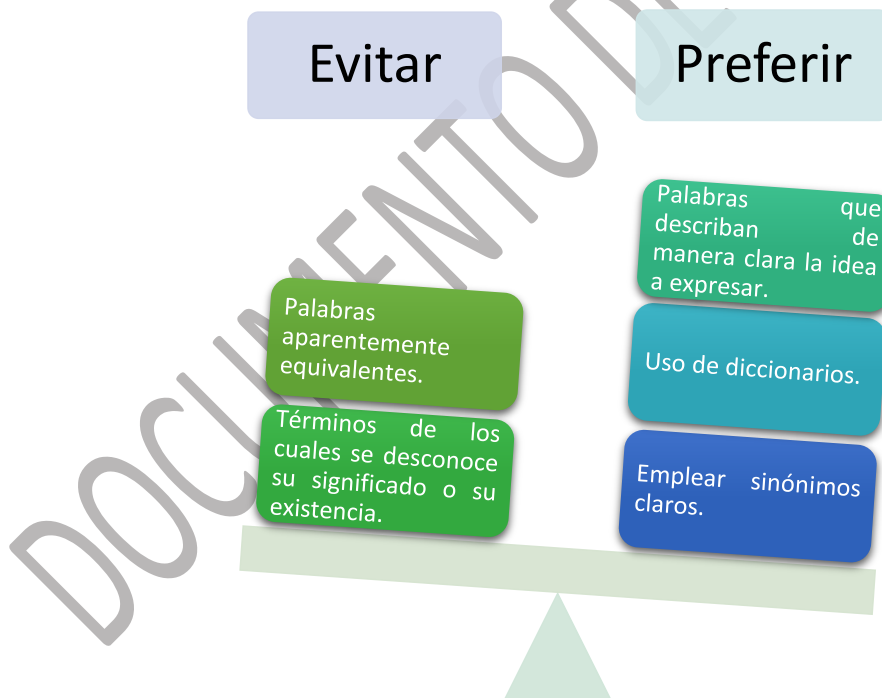 Evitar
Preferir
Palabras
aparentemente
equivalentes.
Términos de los
cuales se desconoce
su significado o su
existencia.
Palabras que
describan de
manera clara la idea
a expresar.
Uso de diccionarios.
Emplear sinónimos
claros.
DOCUMENTO DE